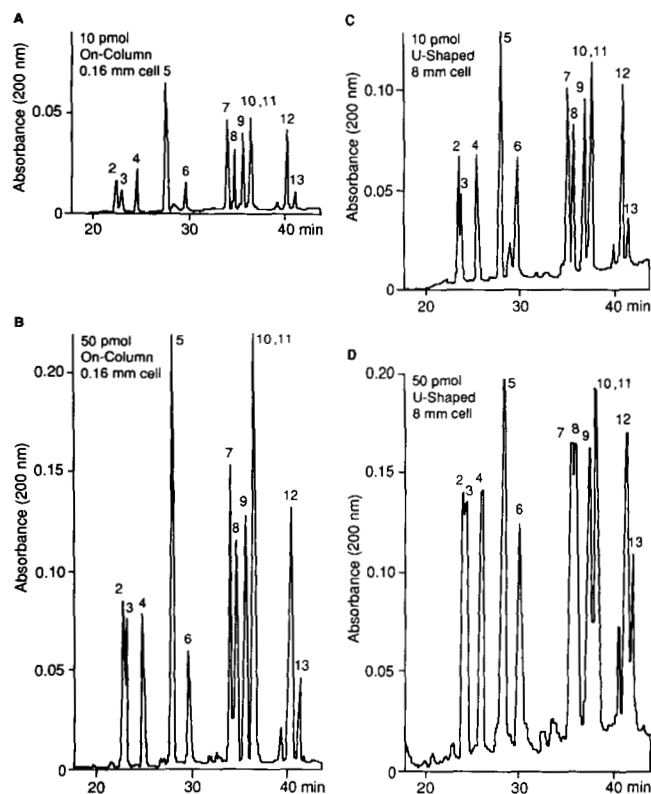 A
10 pmol
On-Column
0.16 mm cell
Absorbance (200 nm)
0.05
0
2
3
4
5
6
7
8
9
10,11
12
13
20
30
40 min
B
50 pmol
On-Column
0.16 mm cell
Absorbance (200 nm)
0.20
0.15
0.10
0.05
0
2
3
4
5
6
7
8
9
10,11
12
13
20
30
40 min
C
10 pmol
U-Shaped
8 mm cell
Absorbance (200 nm)
0.10
0.05
0
2
3
4
5
6
7
8
9
10,11
12
13
20
30
40 min
D
50 pmol
U-Shaped
8 mm cell
Absorbance (200 nm)
0.20
0.15
0.10
0.05
0
2
3
4
5
6
7
8
9
10,11
12
13
20
30
40 min